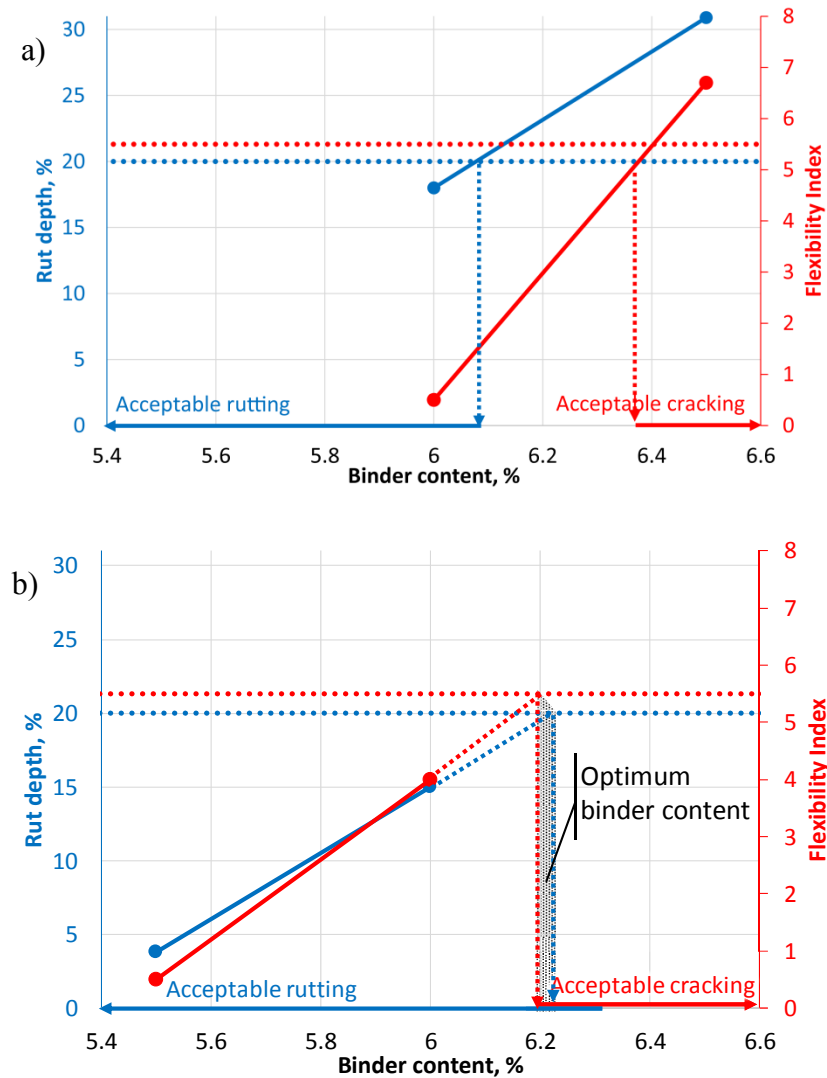 a)
30
25
20
15
10
5
0
Rut depth, %
8
7
6
5
4
3
2
1
0
Flexibility Index
Acceptable rutting
Acceptable cracking
5.4 5.6 5.8 6 6.2 6.4 6.6
Binder content, %
b)
30
25
20
15
10
5
0
Rut depth, %
8
7
6
5
4
3
2
1
0
Flexibility Index
Optimum
binder content
Acceptable rutting
Acceptable cracking
5.4 5.6 5.8 6 6.2 6.4 6.6
Binder content, %